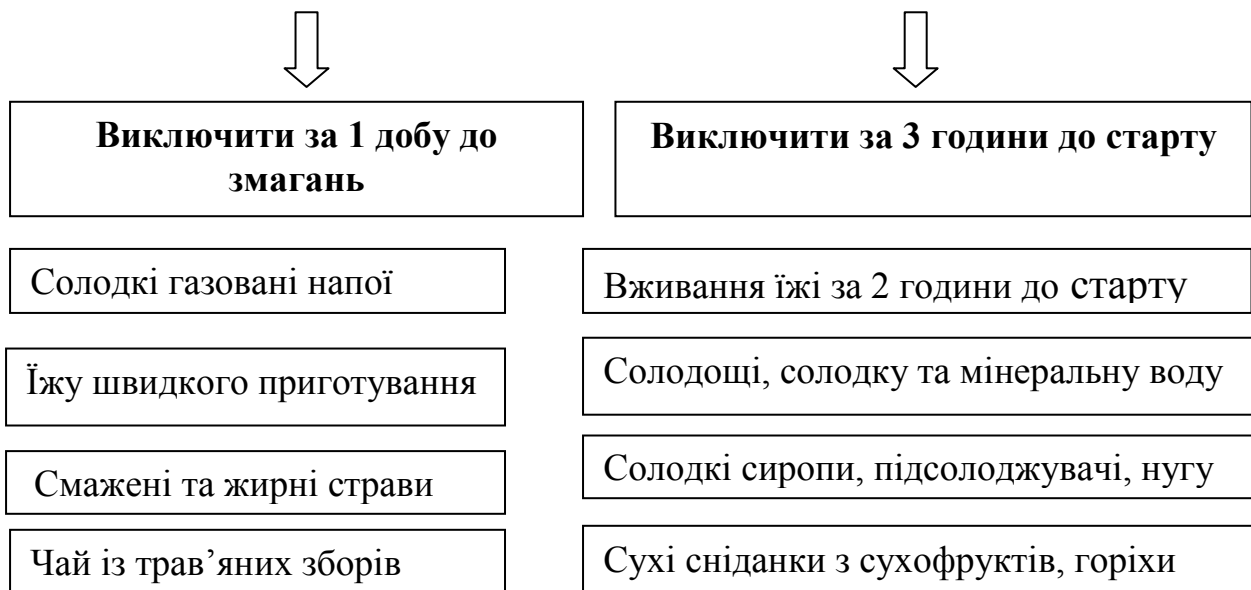 Виключити за 1 добу до
змагань
Солодкі газовані напої
Їжу швидкого приготування
Смажені та жирні страви
Чай із трав’яних зборів
Виключити за 3 години до старту
Вживання їжі за 2 години до старту
Солодощі, солодку та мінеральну воду
Солодкі сиропи, підсолоджувачі, нугу
Сухі сніданки з сухофруктів, горіхи